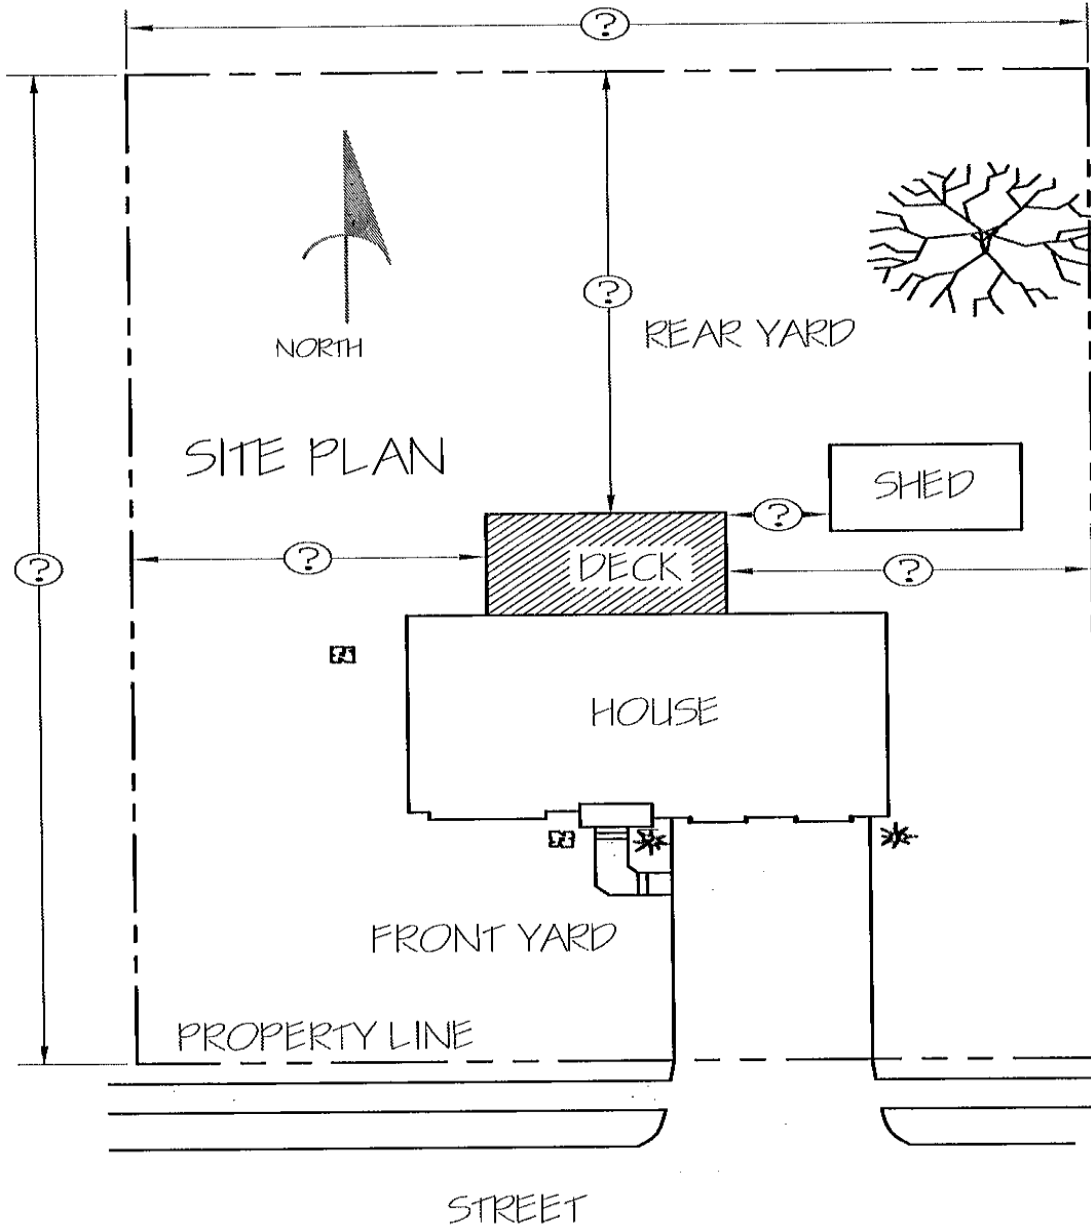 ?
?
NORTH
REAR YARD
SITE PLAN
SHED
?
?
DECK
?
?
HOUSE
FRONT YARD
PROPERTY LINE
STREET